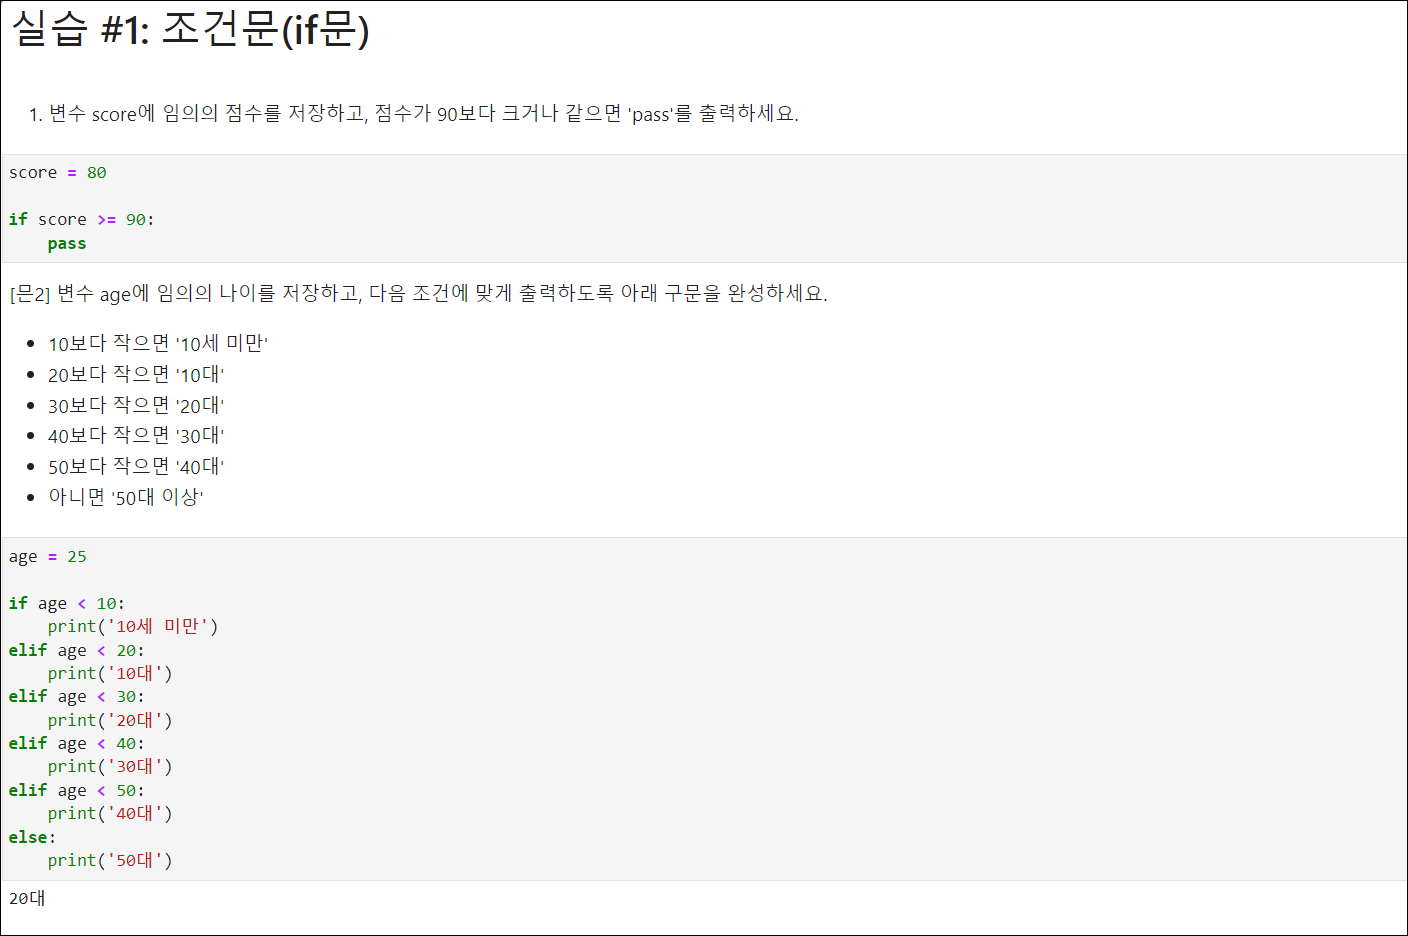 실습 #1: 조건문(if문)
1. 변수 score에 임의의 점수를 저장하고, 점수가 90보다 크거나 같으면 'pass'를 출력하세요.
score = 80
if score >= 90:
    pass
[믄2] 변수 age에 임의의 나이를 저장하고, 다음 조건에 맞게 출력하도록 아래 구문을 완성하세요.
• 10보다 작으면 '10세 미만'
• 20보다 작으면 '10대'
• 30보다 작으면 '20대'
• 40보다 작으면 '30대'
• 50보다 작으면 '40대'
• 아니면 '50대 이상'
age = 25
if age < 10:
    print('10세 미만')
elif age < 20:
    print('10대')
elif age < 30:
    print('20대')
elif age < 40:
    print('30대')
elif age < 50:
    print('40대')
else:
    print('50대')
20대